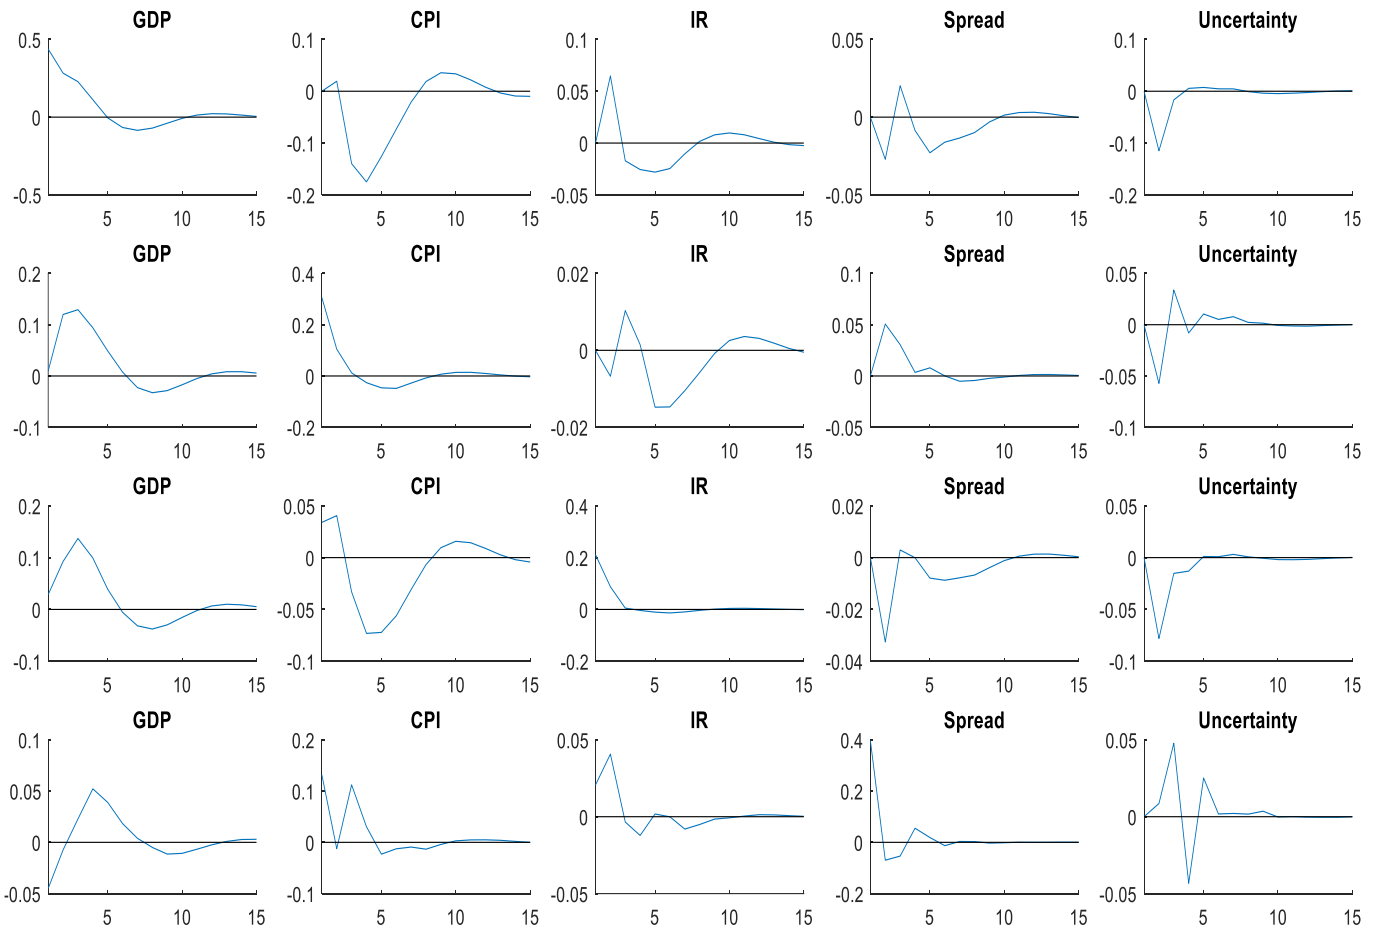 GDP CPI IR Spread Uncertainty
0.5 0.1 0.1 0.05 0.1
0 0 0.05 0 0
-0.1 0 -0.1
-0.5 -0.2 -0.05 -0.05 -0.2
5 10 15 5 10 15 5 10 15 5 10 15 5 10 15
GDP CPI IR Spread Uncertainty
0.2 0.4 0.02 0.1 0.05
0.1 0.2 0 0.05 0
0 0 0 -0.05
-0.1 -0.2 -0.02 -0.05 -0.1
5 10 15 5 10 15 5 10 15 5 10 15 5 10 15
GDP CPI IR Spread Uncertainty
0.2 0.05 0.4 0.02 0.05
0.1 0 0.2 0 0
0 -0.05 0 -0.02 -0.05
-0.1 -0.1 -0.2 -0.04 -0.1
5 10 15 5 10 15 5 10 15 5 10 15 5 10 15
GDP CPI IR Spread Uncertainty
0.1 0.2 0.05 0.4 0.05
0.05 0.1 0 0.2 0
0 0 0
-0.05 -0.1 -0.05 -0.2 -0.05
5 10 15 5 10 15 5 10 15 5 10 15 5 10 15